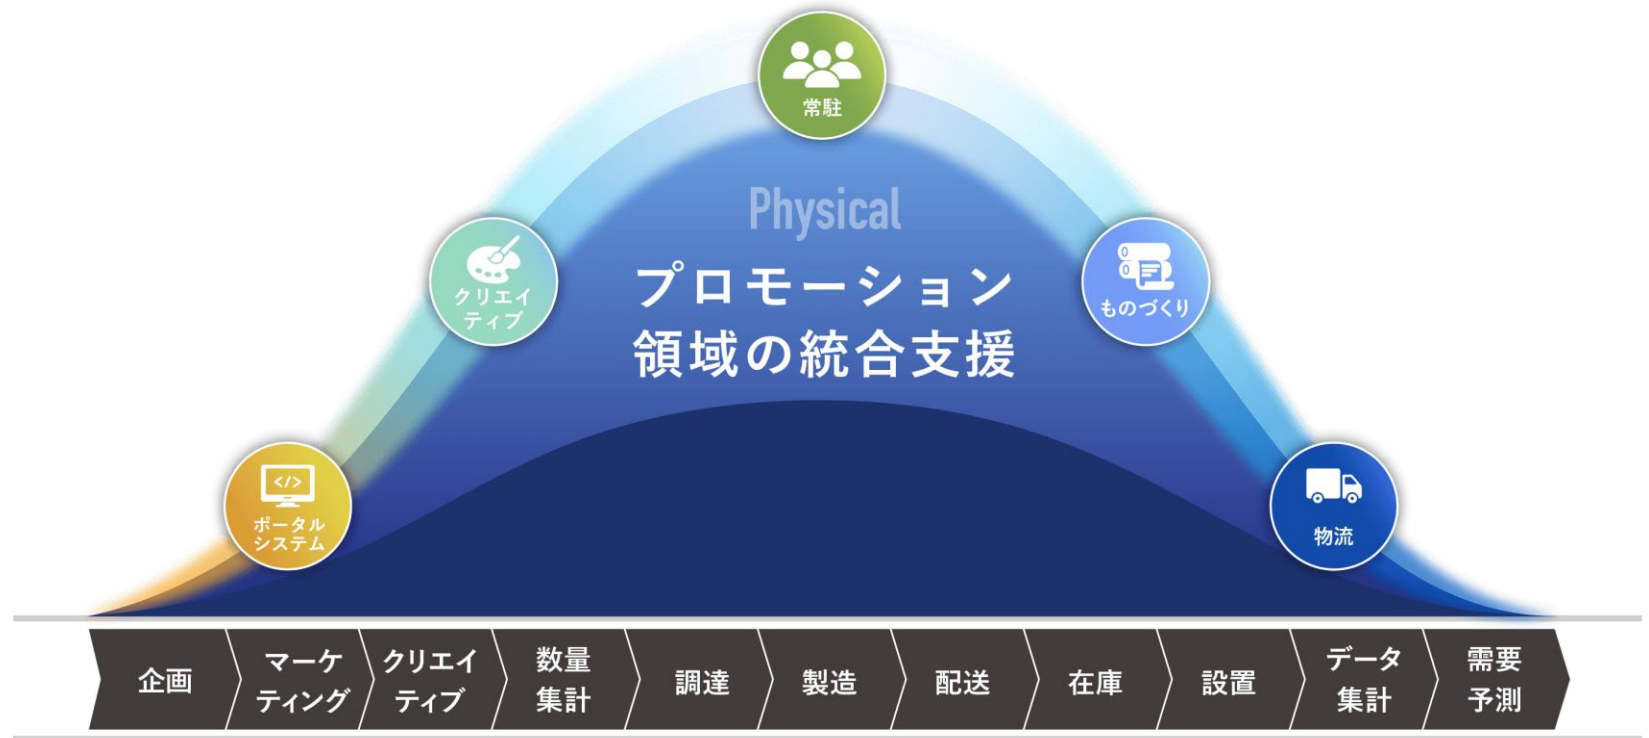 常駐
Physical
プロモーション
領域の統合支援
クリエイ
ティブ
ものづくり
</>
ポータル
システム
物流
企画
マーケ
ティング
クリエイ
ティブ
数量
集計
調達
製造
配送
在庫
設置
データ
集計
需要
予測